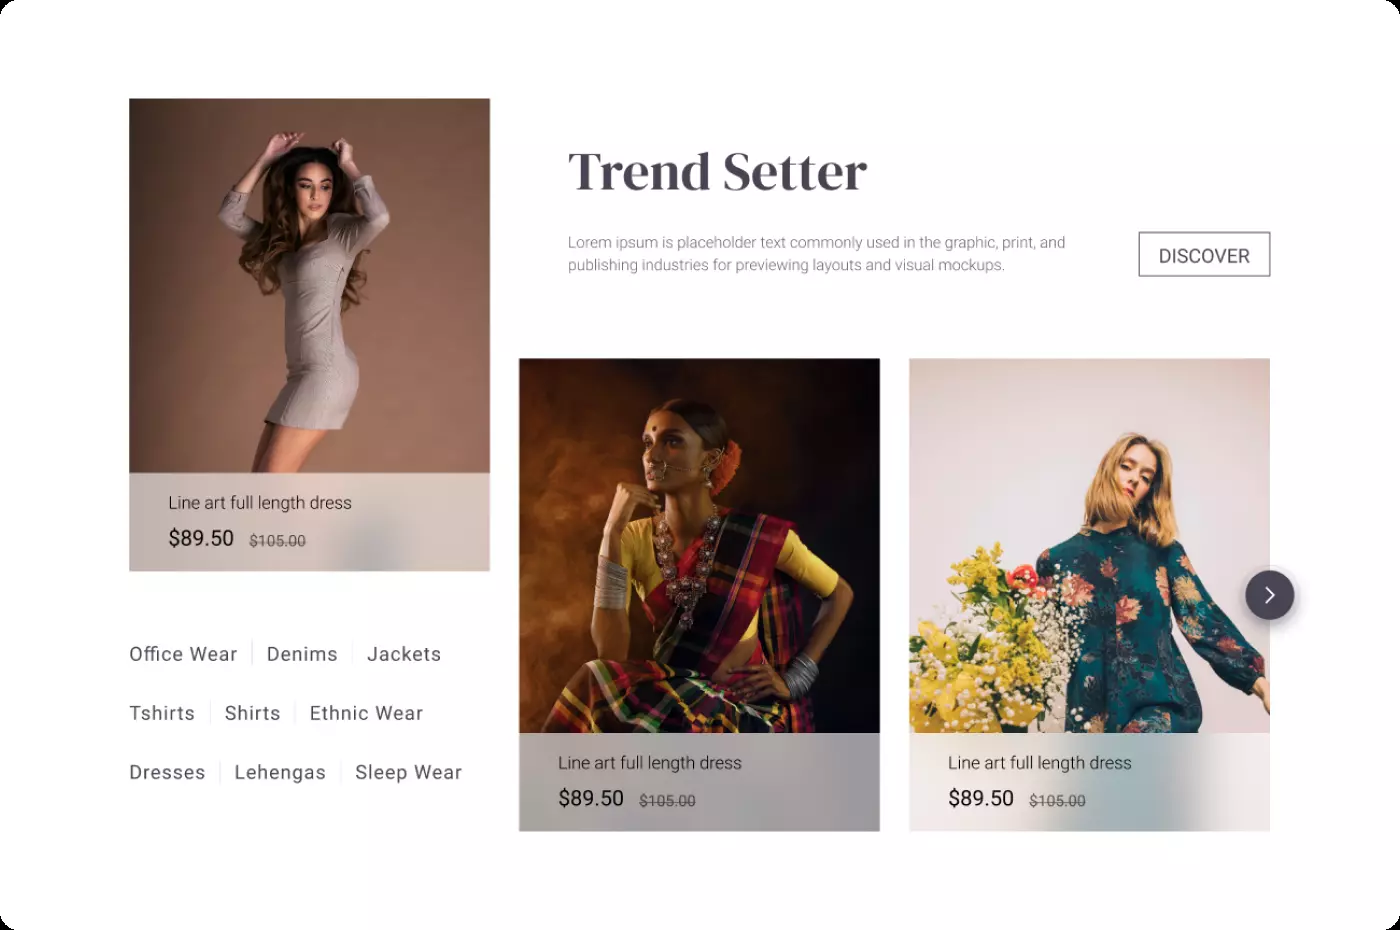 Trend Setter
Lorem ipsum is placeholder text commonly used in the graphic, print, and
publishing industries for previewing layouts and visual mockups.
DISCOVER
Line art full length dress
$89.50 $105.00
Office Wear Denims Jackets
Tshirts Shirts Ethnic Wear
Dresses Lehengas Sleep Wear
Line art full length dress
$89.50 $105.00
Line art full length dress
$89.50 $105.00